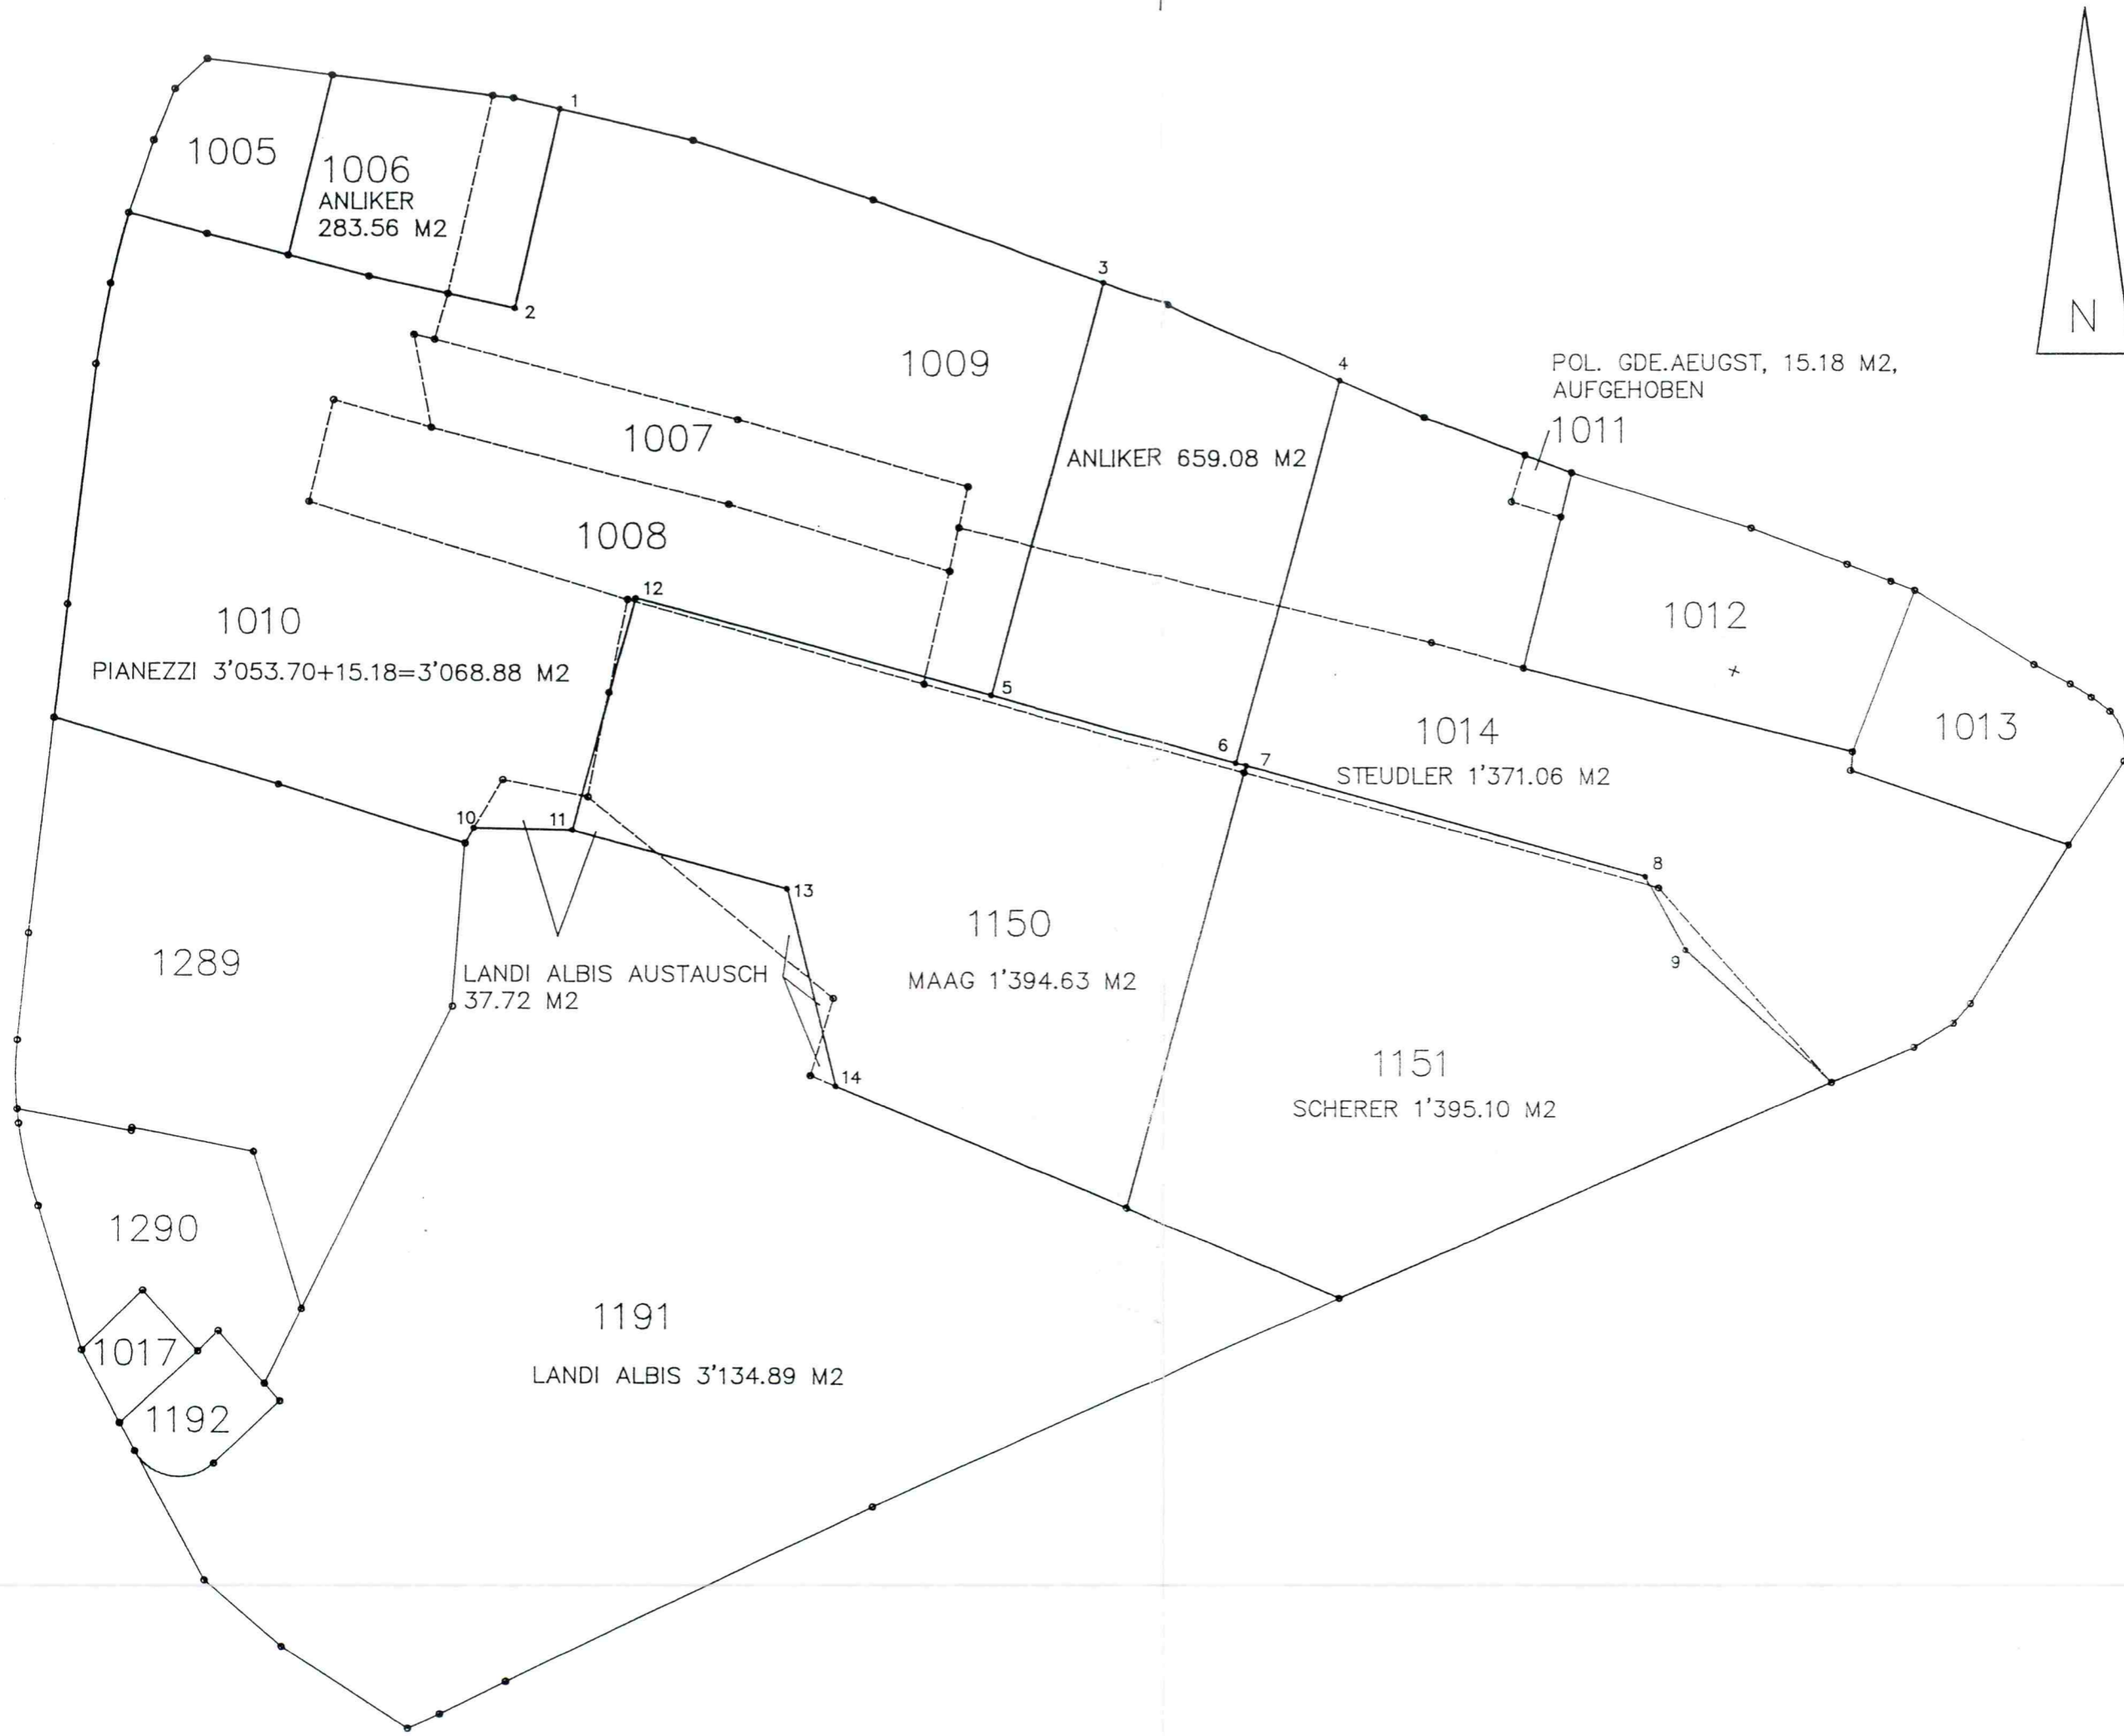 1
1005
1006
ANLIKER
283.56 M2
3
2
N
1009
4
POL. GDE.AEUGST, 15.18 M2,
AUFGEHOBEN
1011
1007
ANLIKER 659.08 M2
1008
12
1010
1012
PIANEZZI 3'053.70+15.18=3'068.88 M2
5
1014
1013
6
7
STEUDLER 1'371.06 M2
10
11
8
13
1150
1289
9
LANDI ALBIS AUSTAUSCH
37.72 M2
MAAG 1'394.63 M2
1151
14
SCHERER 1'395.10 M2
1290
1191
1017
LANDI ALBIS 3'134.89 M2
1192